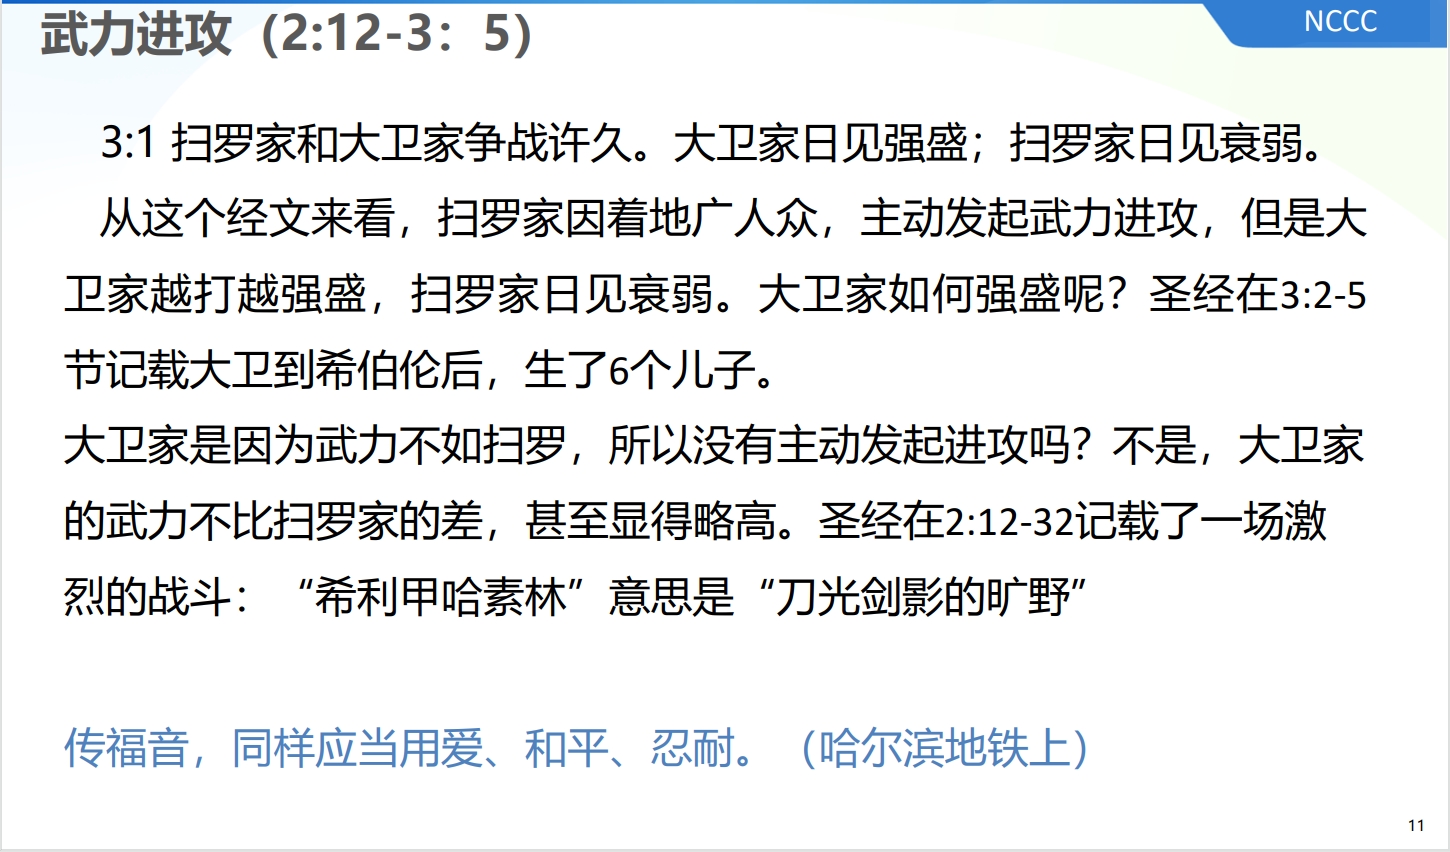 武力进攻（2:12-3：5）
NCCC
3:1 扫罗家和大卫家争战许久。大卫家日见强盛；扫罗家日见衰弱。
从这个经文来看，扫罗家因着地广人众，主动发起武力进攻，但是大
卫家越打越强盛，扫罗家日见衰弱。大卫家如何强盛呢？圣经在3:2-5
节记载大卫到希伯伦后，生了6个儿子。
大卫家是因为武力不如扫罗，所以没有主动发起进攻吗？不是，大卫家
的武力不比扫罗家的差，甚至显得略高。圣经在2:12-32记载了一场激
烈的战斗：“希利甲哈素林”意思是“刀光剑影的旷野”
传福音，同样应当用爱、和平、忍耐。（哈尔滨地铁上）
11